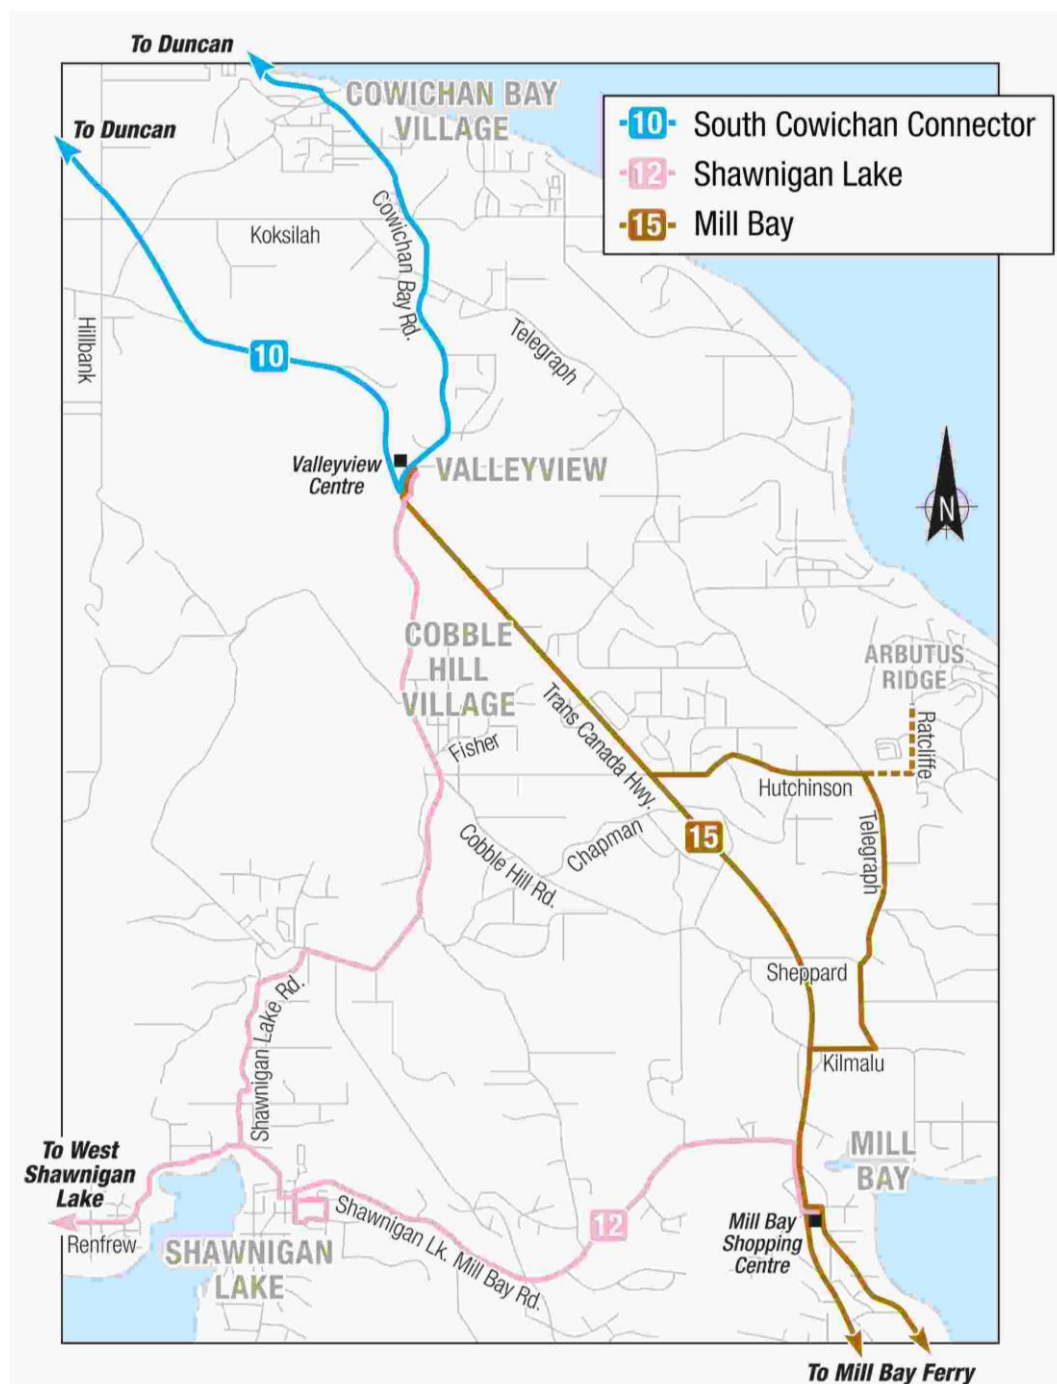 To Duncan
COWICHAN BAY
VILLAGE
10 South Cowichan Connector
12 Shawnigan Lake
15 Mill Bay
To Duncan
Koksilah
Cowichan Bay Rd.
Hillbank
Telegraph
10
Valleyview
Centre
VALLEYVIEW
N
COBBLE
HILL
VILLAGE
ARBUTUS
RIDGE
Trans Canada Hwy.
Ratcliffe
Fisher
Hutchinson
Chapman
15
Telegraph
Cobble Hill Rd.
Sheppard
Shawnigan Lake Rd.
Kilmalu
To West
Shawnigan
Lake
MILL
BAY
Renfrew
SHAWNIGAN
LAKE
Shawnigan Lk. Mill Bay Rd.
12
Mill Bay
Shopping
Centre
To Mill Bay Ferry